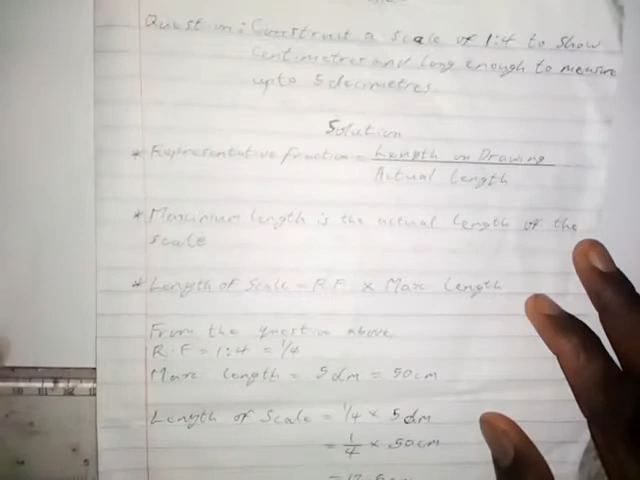 Question: Construct a scale of 1:4 to show
centimetres and long enough to measure
upto 5 decimetres.
Solution
* Representative fraction = Length on Drawing
Actual Length
* Maximum length is the actual length of the
scale
* Length of Scale = R.F. × Max Length
From the question above
R.F = 1:4 = 1/4
Max length = 5dm = 50cm
Length of Scale = 1/4 × 5dm
= 1/4 × 50cm